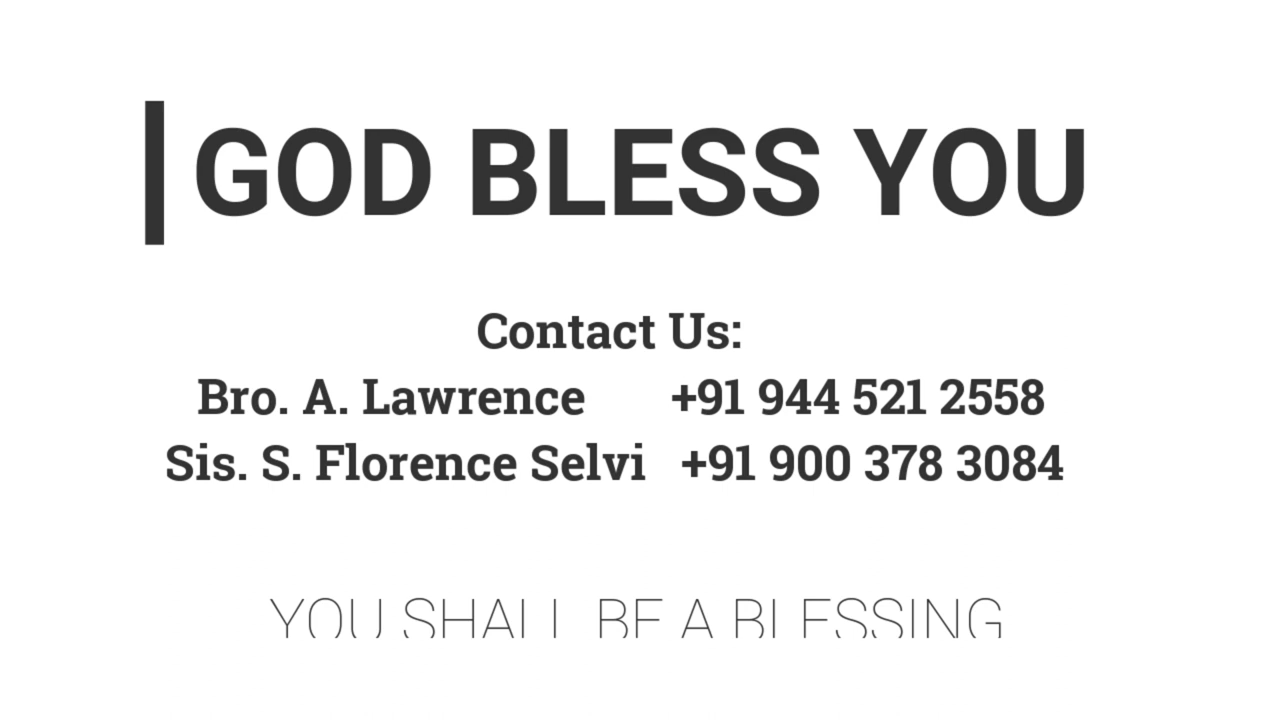 GOD BLESS YOU
Contact Us:
Bro. A. Lawrence +91 944 521 2558
Sis. S. Florence Selvi +91 900 378 3084
YOU SHALL BE A BLESSING